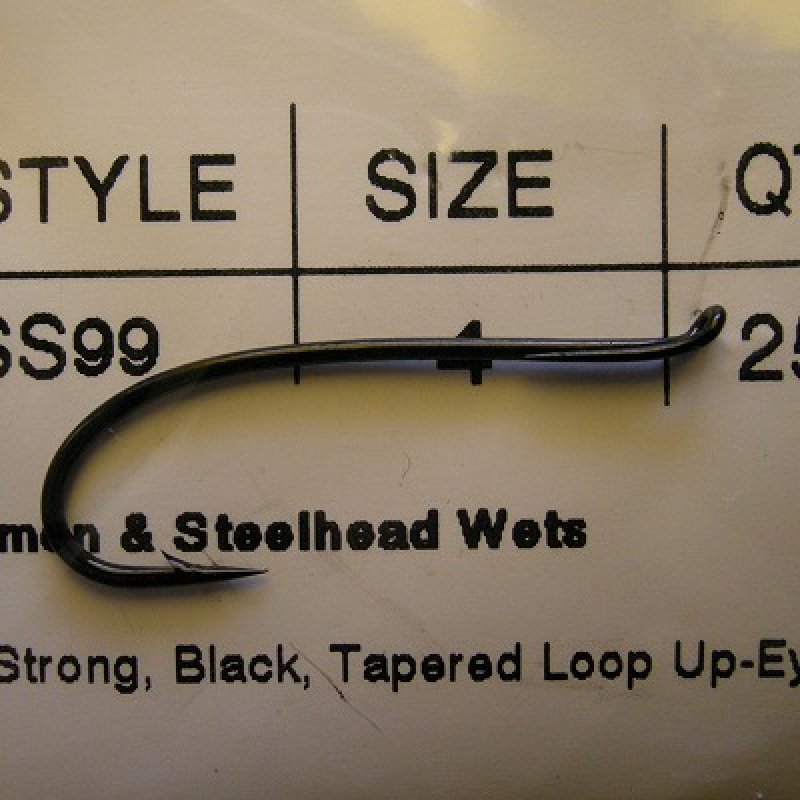 STYLE SIZE QT
SS99 4 25
mon & Steelhead Wets
Strong, Black, Tapered Loop Up-Ey